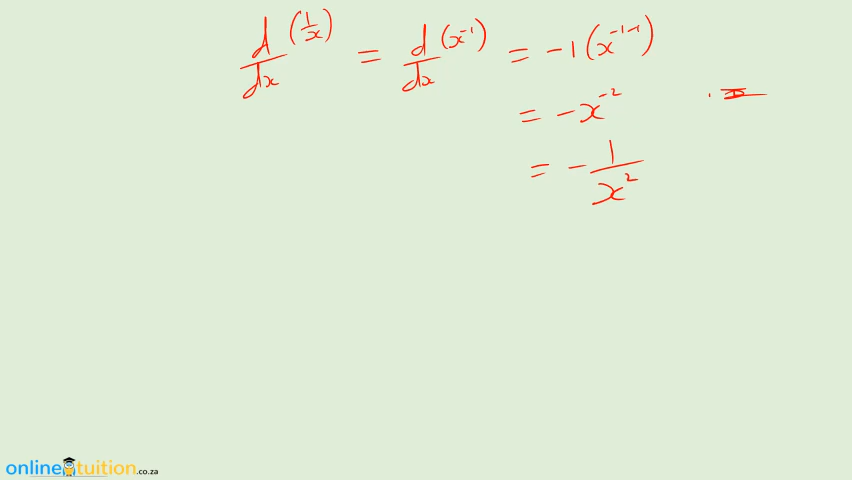 d/dx (1/x) = d/dx (x⁻¹) = -1(x⁻¹⁻¹)
= -x⁻²
= - 1/x²
onlinetuition.co.za